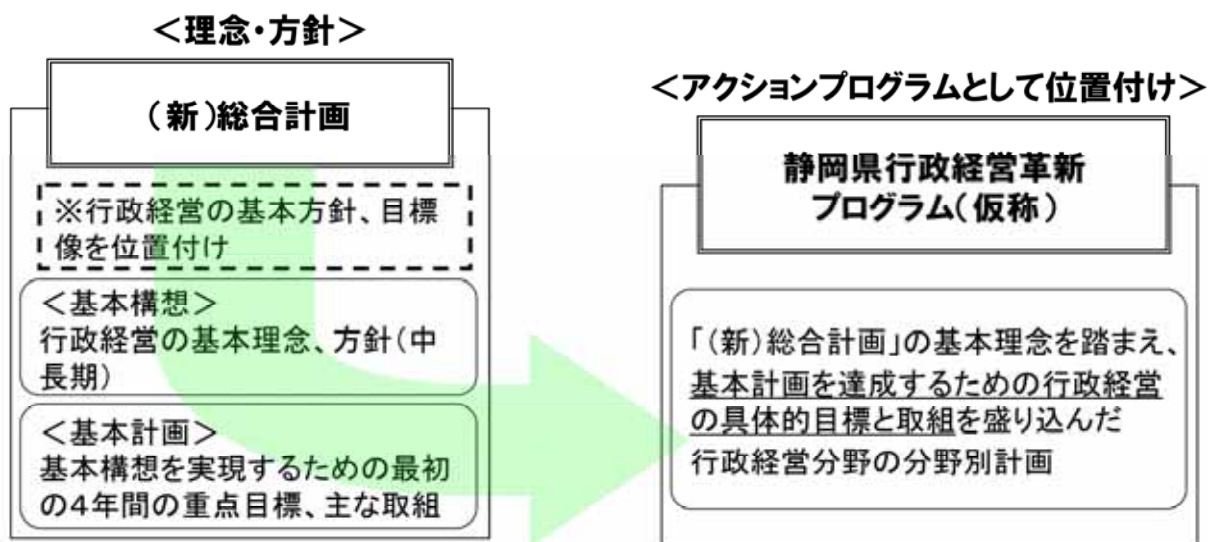 <理念・方針>
(新)総合計画
※行政経営の基本方針、目標
像を位置付け
<基本構想>
行政経営の基本理念、方針(中
長期)
<基本計画>
基本構想を実現するための最初
の4年間の重点目標、主な取組
<アクションプログラムとして位置付け>
静岡県行政経営革新
プログラム(仮称)
「(新)総合計画」の基本理念を踏まえ、
基本計画を達成するための行政経営
の具体的目標と取組を盛り込んだ
行政経営分野の分野別計画